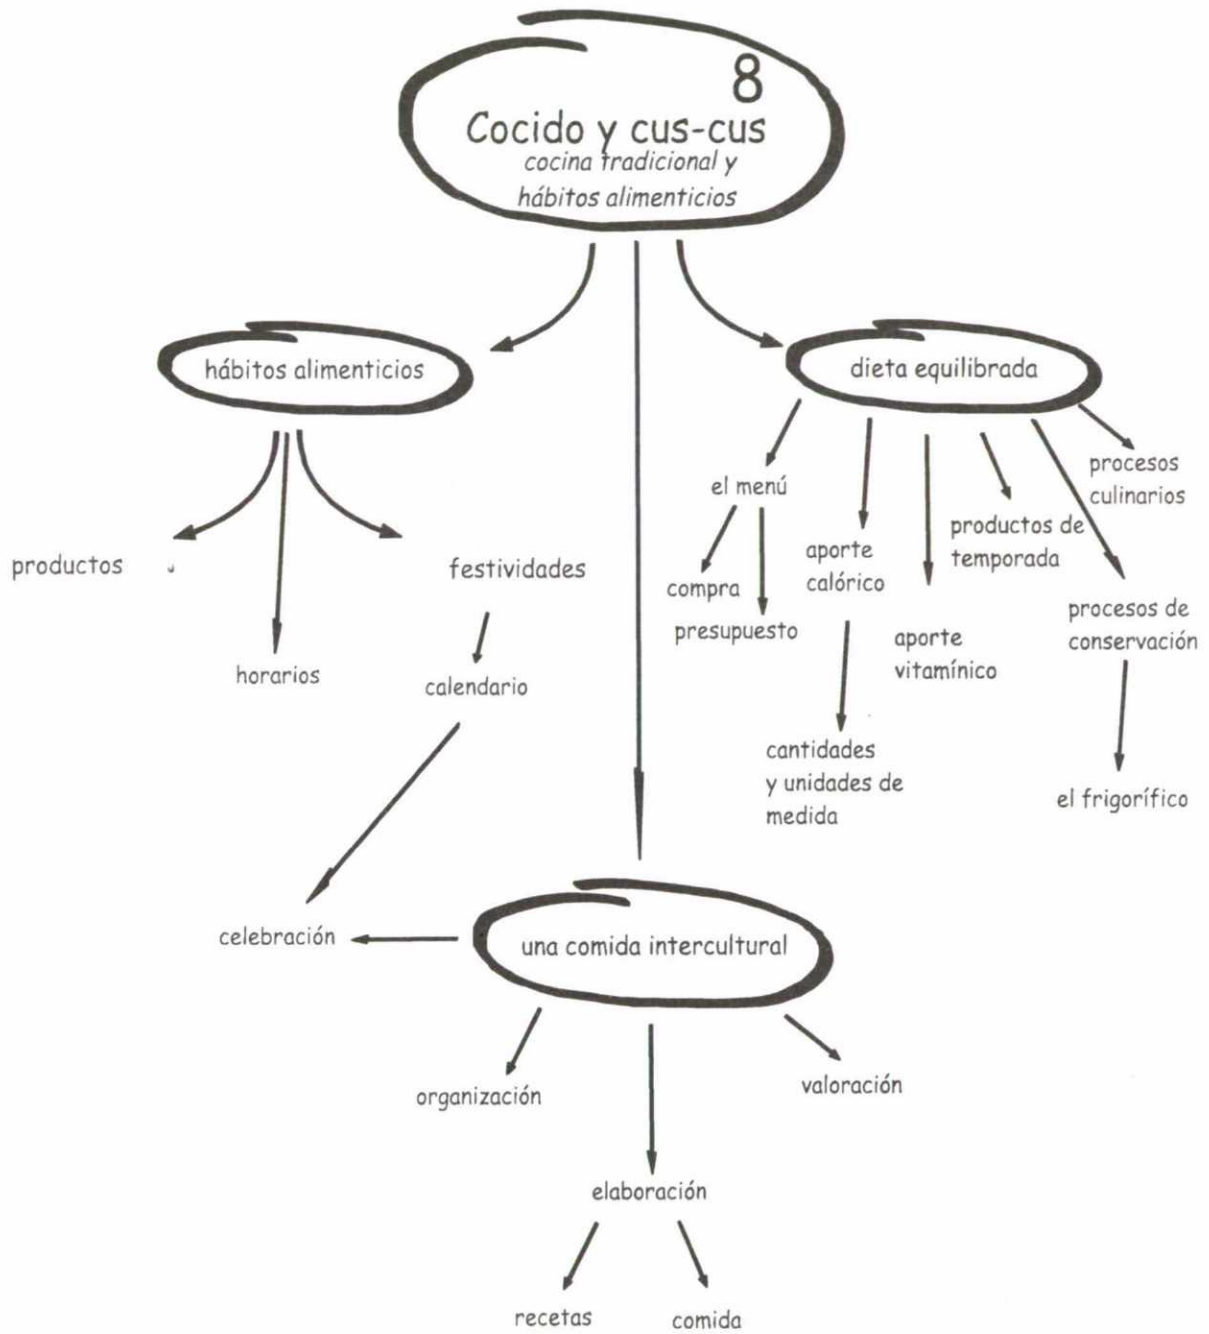 8
Cocido y cus-cus
cocina tradicional y
hábitos alimenticios
hábitos alimenticios
dieta equilibrada
procesos
culinarios
el menú
productos de
temporada
aporte
calórico
productos
festividades
compra
presupuesto
procesos de
conservación
aporte
vitamínico
horarios
calendario
cantidades
y unidades de
medida
el frigorífico
celebración
una comida intercultural
organización
valoración
elaboración
recetas
comida